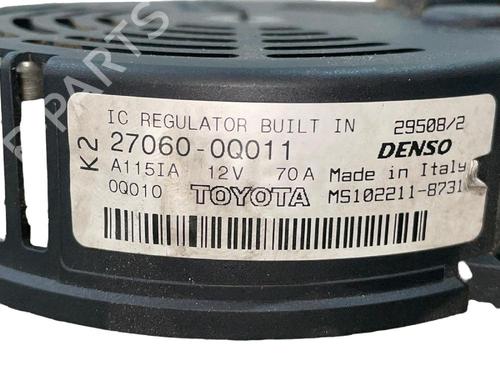 B-PARTS
IC REGULATOR BUILT IN 29508/2
K2 27060-0Q011 DENSO
A115IA 12V 70A Made in Italy
0Q010 TOYOTA MS102211-8731